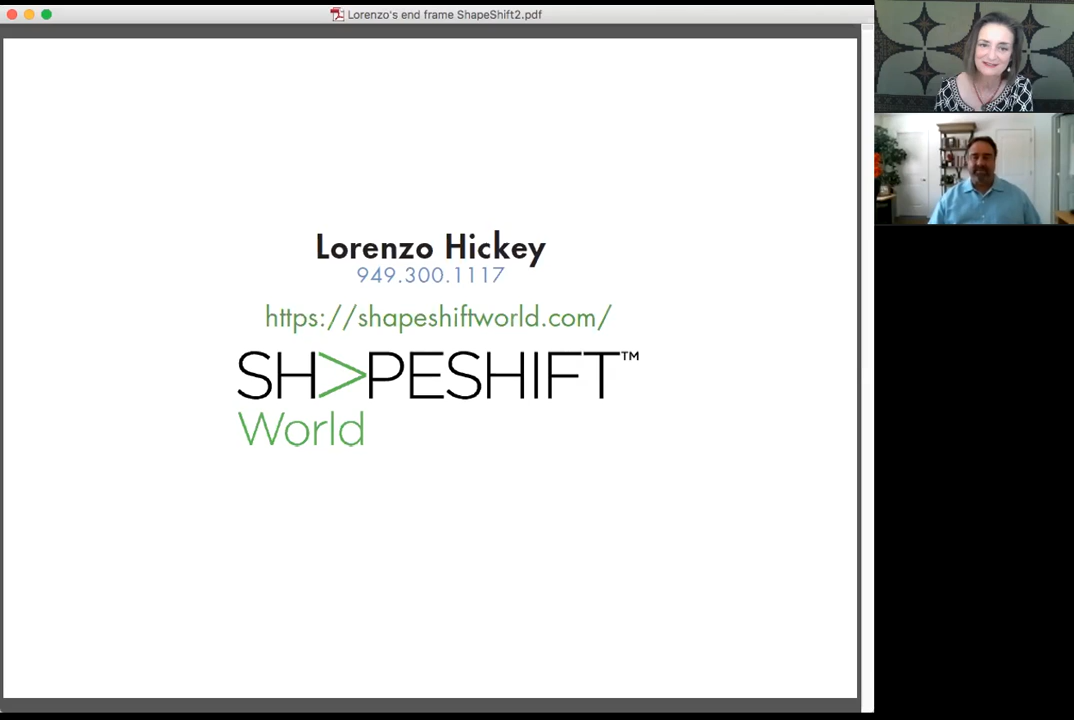 Lorenzo's end frame ShapeShift2.pdf
Lorenzo Hickey
949.300.1117
https://shapeshiftworld.com/
SH>PESHIFT™
World